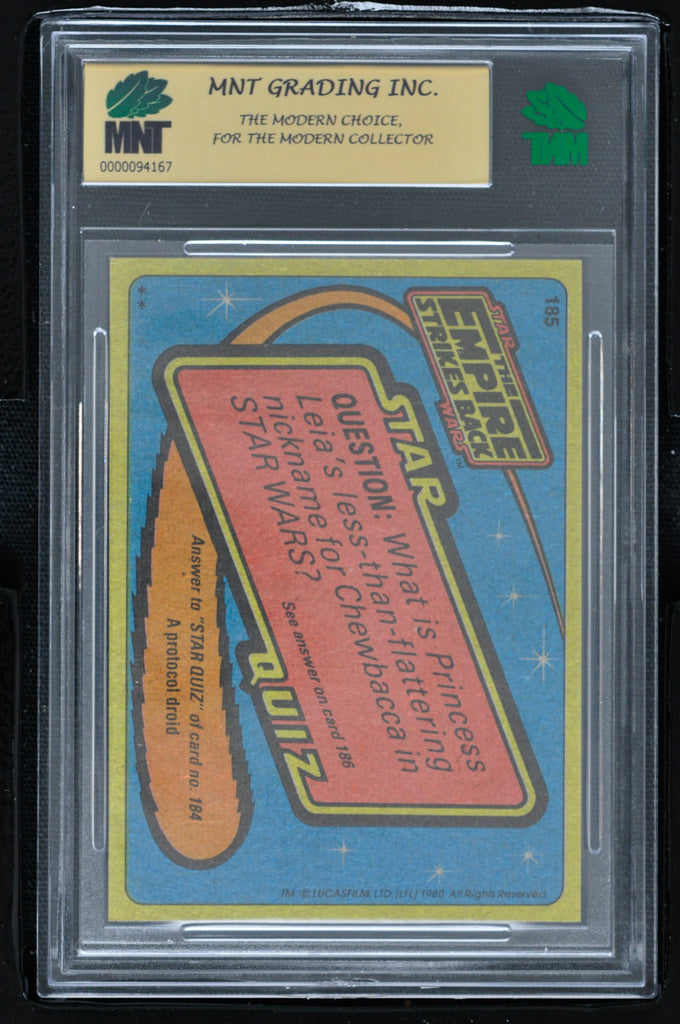 MNT GRADING INC.
THE MODERN CHOICE,
FOR THE MODERN COLLECTOR
MNT
0000094167
MNT
185
STAR
THE
EMPIRE
STRIKES BACK
WARS™
**
STAR
QUESTION: What is Princess
Leia's less-than-flattering
nickname for Chewbacca in
STAR WARS?
See answer on card 186
QUIZ
Answer to "STAR QUIZ" of card no. 184
A protocol droid
TM: © LUCASFILM, LTD (LFL) 1980 All Rights Reserved